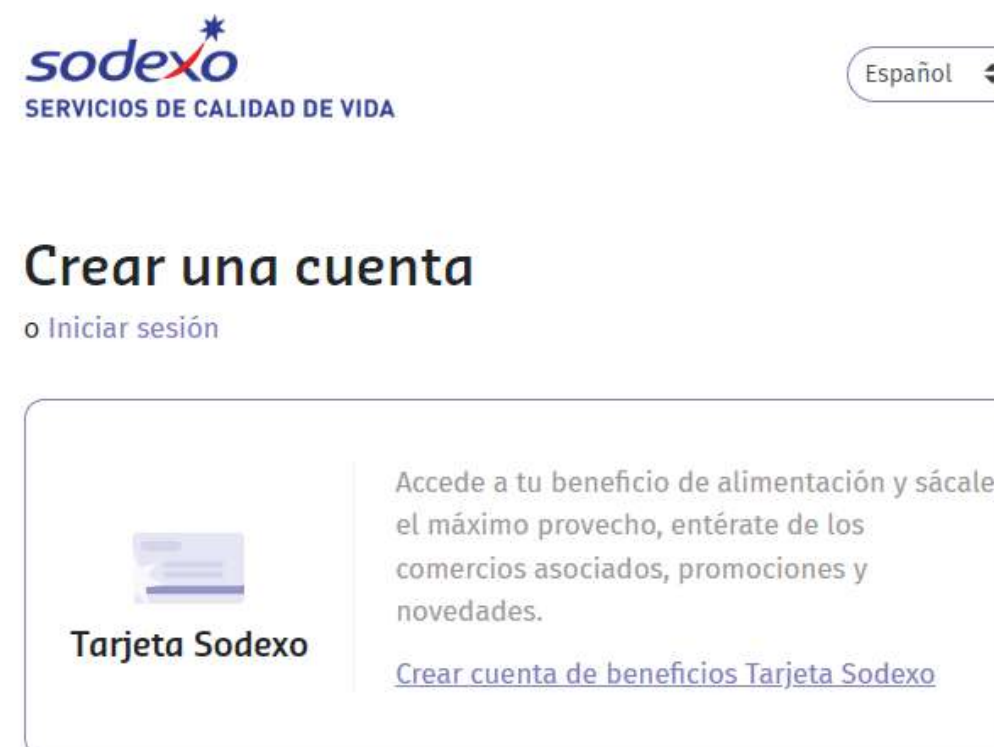 sodexo
SERVICIOS DE CALIDAD DE VIDA
Español
Crear una cuenta
o Iniciar sesión
Accede a tu beneficio de alimentación y sácale
el máximo provecho, entérate de los
comercios asociados, promociones y
novedades.
Tarjeta Sodexo
Crear cuenta de beneficios Tarjeta Sodexo